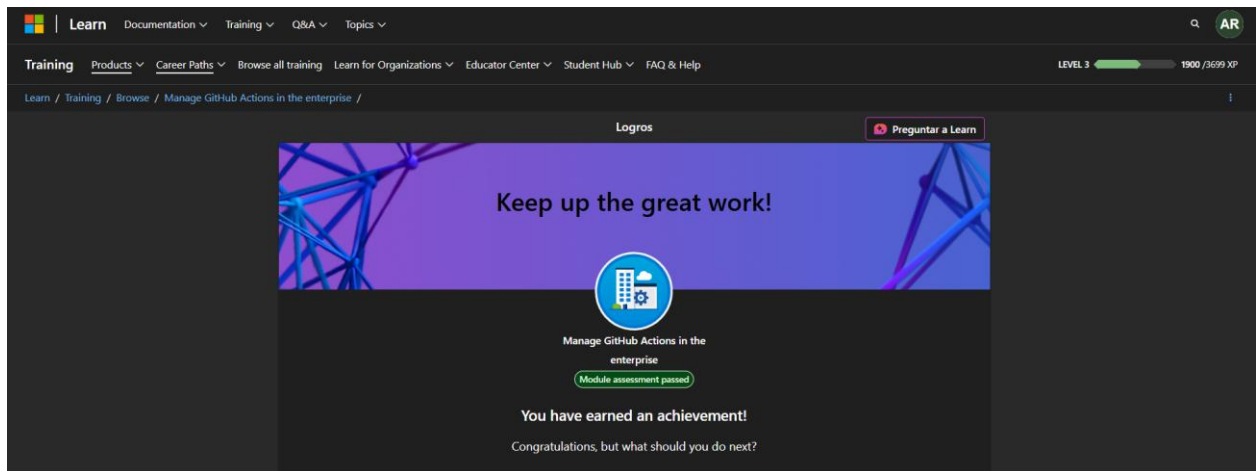 Learn Documentation Training Q&A Topics AR
Training Products Career Paths Browse all training Learn for Organizations Educator Center Student Hub FAQ & Help LEVEL 3 1900 /3699 XP
Learn / Training / Browse / Manage GitHub Actions in the enterprise /
Logros Preguntar a Learn
Keep up the great work!
Manage GitHub Actions in the
enterprise
Module assessment passed
You have earned an achievement!
Congratulations, but what should you do next?